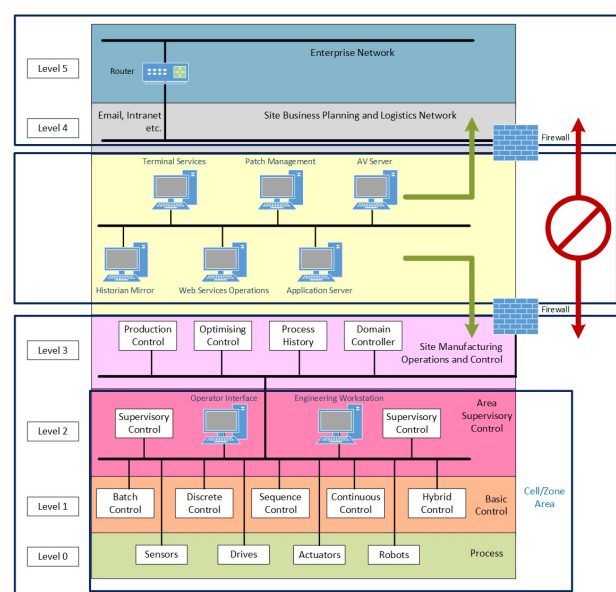 Enterprise Network
Level 5
Router
Email, Intranet
etc.
Site Business Planning and Logistics Network
Level 4
Firewall
Terminal Services
Patch Management
AV Server
Historian Mirror
Web Services Operations
Application Server
Firewall
Production
Control
Optimising
Control
Process
History
Domain
Controller
Level 3
Site Manufacturing
Operations and Control
Operator Interface
Engineering Workstation
Area
Supervisory
Control
Level 2
Supervisory
Control
Supervisory
Control
Cell/Zone
Area
Level 1
Batch
Control
Discrete
Control
Sequence
Control
Continuous
Control
Hybrid
Control
Basic
Control
Level 0
Sensors
Drives
Actuators
Robots
Process